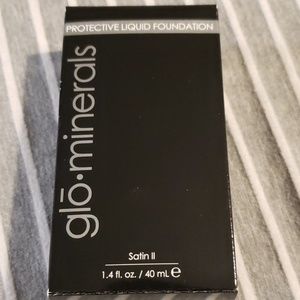 PROTECTIVE LIQUID FOUNDATION
glō·minerals
Satin II
1.4 fl. oz. / 40 mL ℮